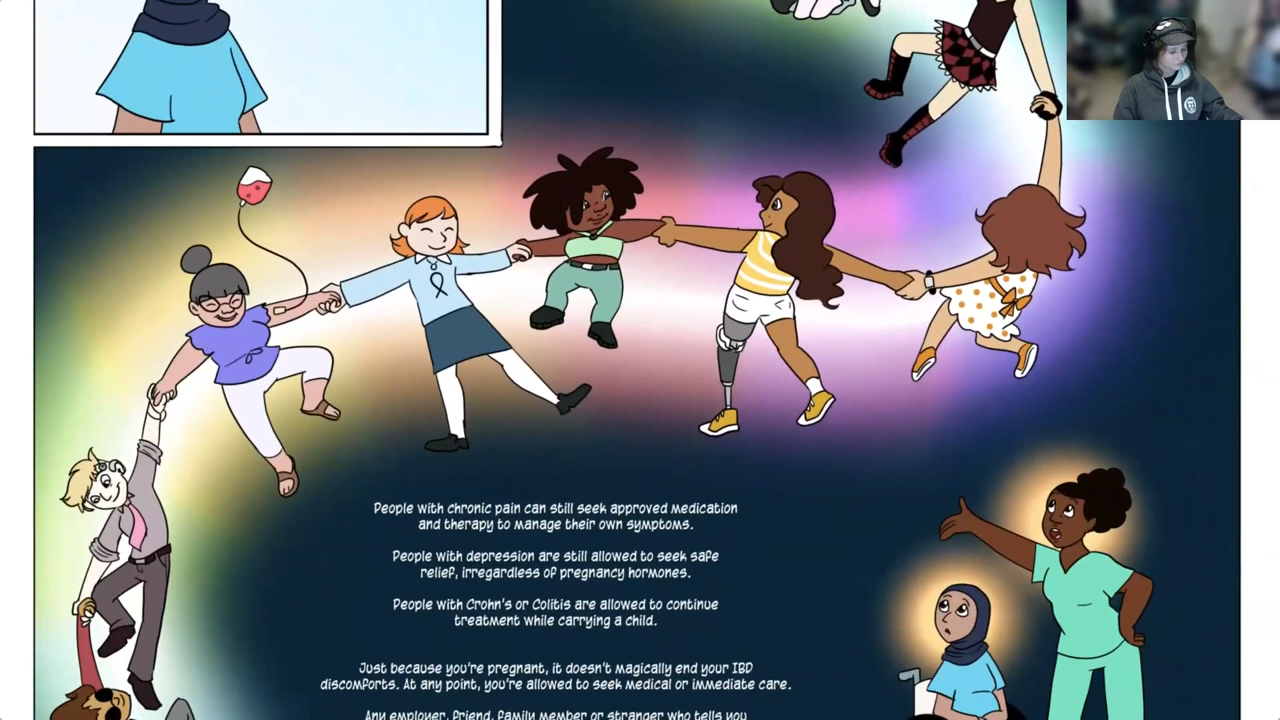 People with chronic pain can still seek approved medication
and therapy to manage their own symptoms.
People with depression are still allowed to seek safe
relief, irregardless of pregnancy hormones.
People with Crohn's or Colitis are allowed to continue
treatment while carrying a child.
Just because you're pregnant, it doesn't magically end your IBD
discomforts. At any point, you're allowed to seek medical or immediate care.
Any employer, friend, family member or stranger who tells you